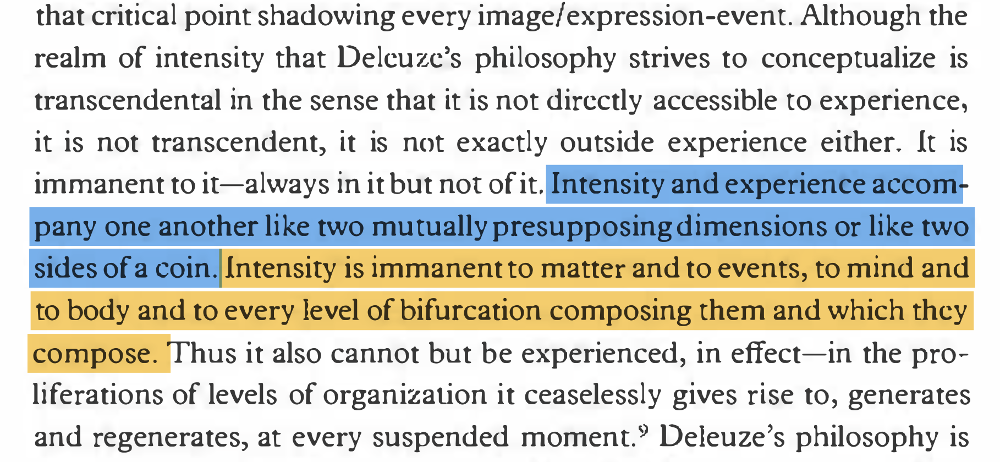 that critical point shadowing every image/expression-event. Although the
realm of intensity that Deleuze’s philosophy strives to conceptualize is
transcendental in the sense that it is not directly accessible to experience,
it is not transcendent, it is not exactly outside experience either. It is
immanent to it—always in it but not of it. Intensity and experience accom-
pany one another like two mutually presupposing dimensions or like two
sides of a coin. Intensity is immanent to matter and to events, to mind and
to body and to every level of bifurcation composing them and which they
compose. Thus it also cannot but be experienced, in effect—in the pro-
liferations of levels of organization it ceaselessly gives rise to, generates
and regenerates, at every suspended moment.⁹ Deleuze’s philosophy is